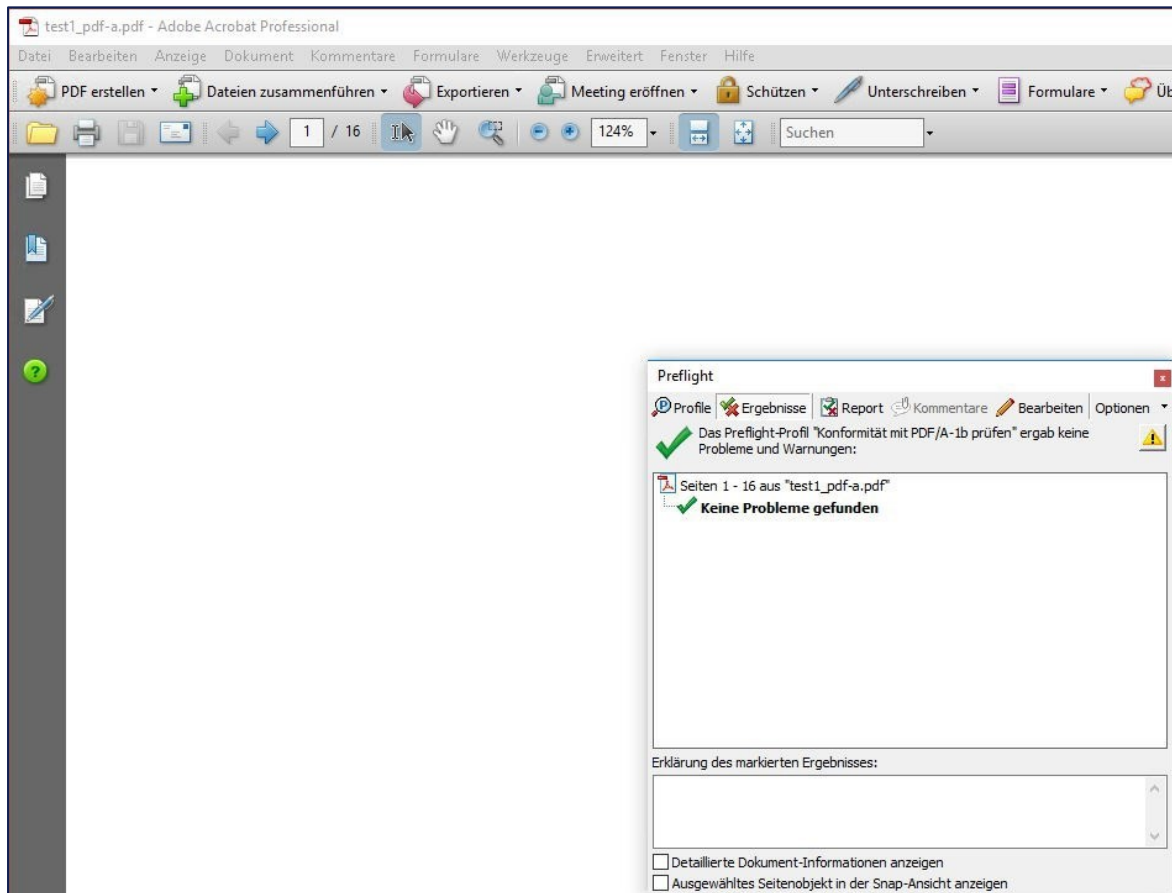 test1_pdf-a.pdf - Adobe Acrobat Professional
Datei Bearbeiten Anzeige Dokument Kommentare Formulare Werkzeuge Erweitert Fenster Hilfe
PDF erstellen Dateien zusammenführen Exportieren Meeting eröffnen Schützen Unterschreiben Formulare Üb
1 / 16 124% Suchen
Preflight
Profile Ergebnisse Report Kommentare Bearbeiten Optionen
Das Preflight-Profil "Konformität mit PDF/A-1b prüfen" ergab keine
Probleme und Warnungen:
Seiten 1 - 16 aus "test1_pdf-a.pdf"
Keine Probleme gefunden
Erklärung des markierten Ergebnisses:
Detaillierte Dokument-Informationen anzeigen
Ausgewähltes Seitenobjekt in der Snap-Ansicht anzeigen